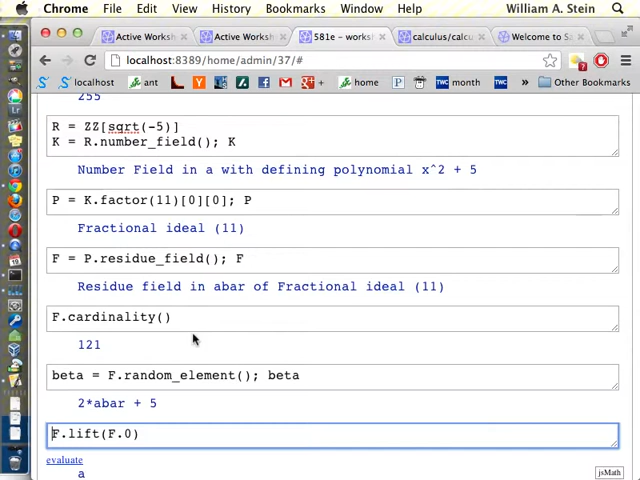 Chrome File Edit View History Bookmarks Window Help William A. Stein
Active Worksh Active Worksh 581e – worksh calculus/calcu Welcome to Sa
localhost:8389/home/admin/37/#
localhost ant home month Other Bookmarks
255
R = ZZ[sqrt(-5)]
K = R.number_field(); K
Number Field in a with defining polynomial x^2 + 5
P = K.factor(11)[0][0]; P
Fractional ideal (11)
F = P.residue_field(); F
Residue field in abar of Fractional ideal (11)
F.cardinality()
121
beta = F.random_element(); beta
2*abar + 5
F.lift(F.0)
evaluate
a
jsMath